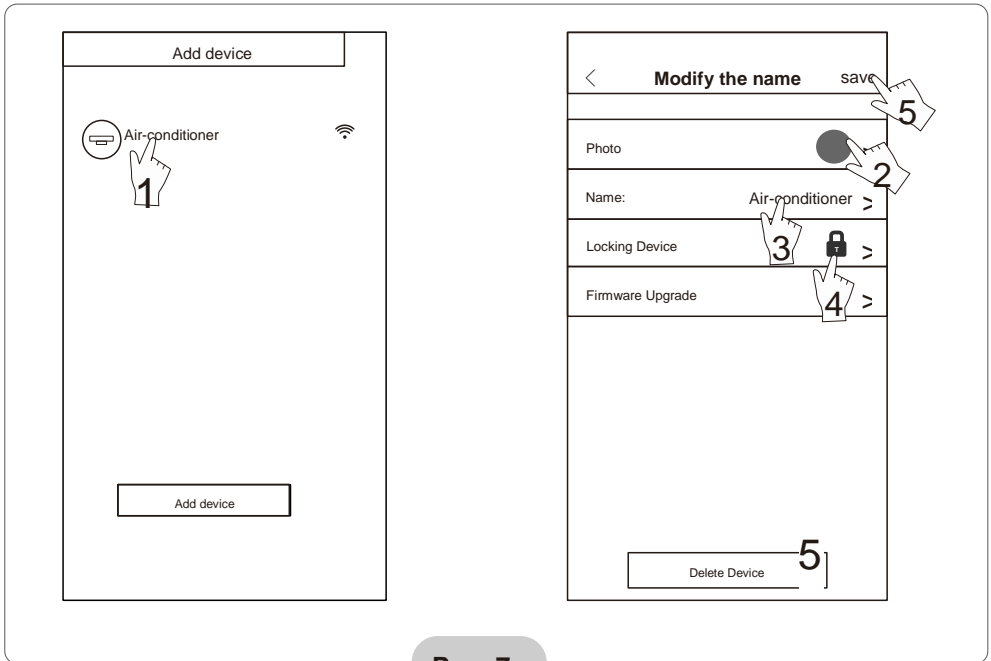 Add device
Air-conditioner
1
Add device
Modify the name save
5
Photo
2
Name: Air-conditioner >
3
Locking Device >
T
4
Firmware Upgrade >
5
Delete Device